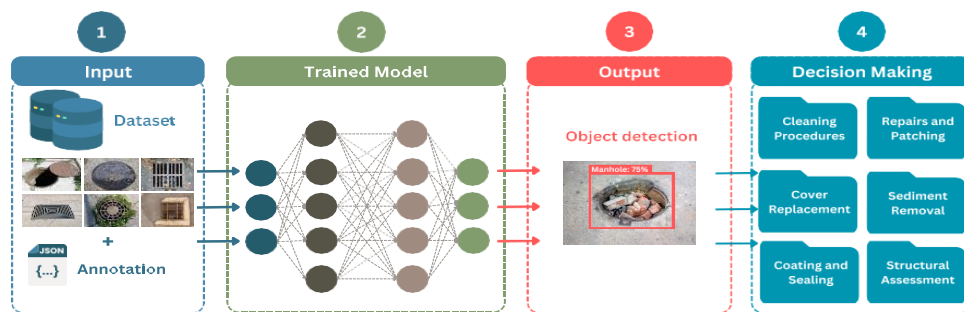 1
2
3
4
Input
Trained Model
Output
Decision Making
Dataset
+
JSON
{...}
Annotation
Object detection
Manhole: 75%
Cleaning
Procedures
Repairs and
Patching
Cover
Replacement
Sediment
Removal
Coating and
Sealing
Structural
Assessment